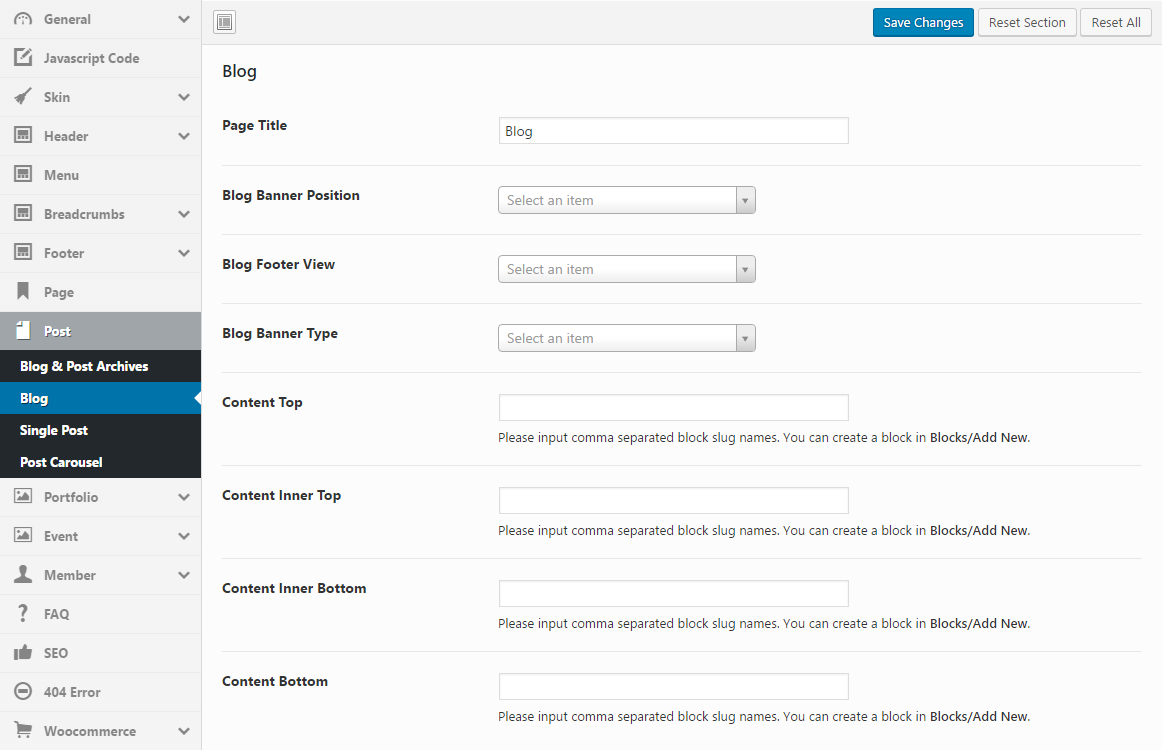 General
Javascript Code
Skin
Header
Menu
Breadcrumbs
Footer
Page
Post
Blog & Post Archives
Blog
Single Post
Post Carousel
Portfolio
Event
Member
FAQ
SEO
404 Error
Woocommerce
Save Changes
Reset Section
Reset All
Blog
Page Title
Blog
Blog Banner Position
Select an item
Blog Footer View
Select an item
Blog Banner Type
Select an item
Content Top
Please input comma separated block slug names. You can create a block in Blocks/Add New.
Content Inner Top
Please input comma separated block slug names. You can create a block in Blocks/Add New.
Content Inner Bottom
Please input comma separated block slug names. You can create a block in Blocks/Add New.
Content Bottom
Please input comma separated block slug names. You can create a block in Blocks/Add New.